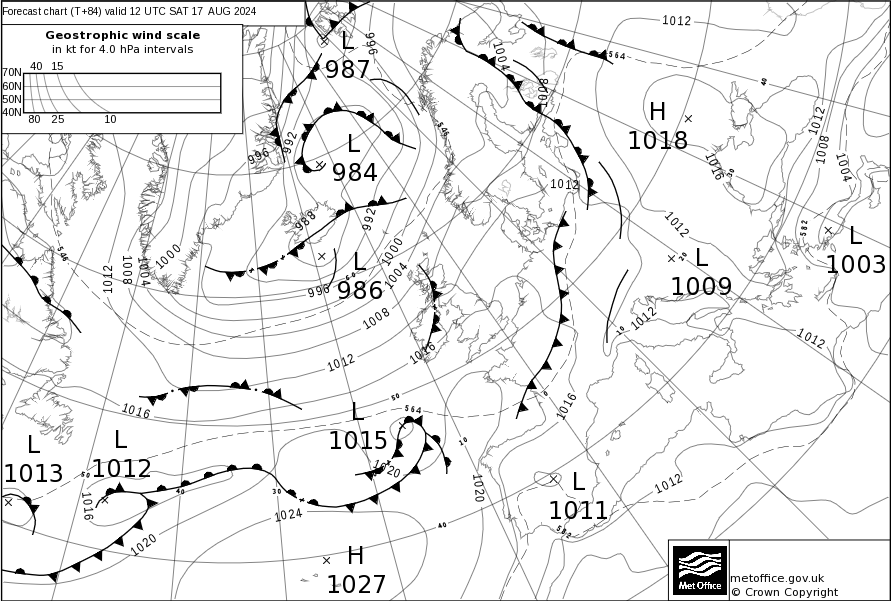 Forecast chart (T+84) valid 12 UTC SAT 17 AUG 2024
Geostrophic wind scale
in kt for 4.0 hPa intervals
40 15
70N
60N
50N
40N
80 25 10
L
987
996
1004
1008
1012
564
40
H
1018
1012
1008
1004
996
992
L
984
546
1016
30
1012
988
992
1012
582
L
1003
546
1012
1008
1004
1000
L
986
996
60
1000
1004
1008
20
L
1009
1012
10
1012
1012
1016
1016
50
564
0
1016
L
1015
10
L
1013
L
1012
50
1016
40
30
1020
1020
L
1011
1012
1024
40
582
1020
H
1027
Met Office
metoffice.gov.uk
© Crown Copyright